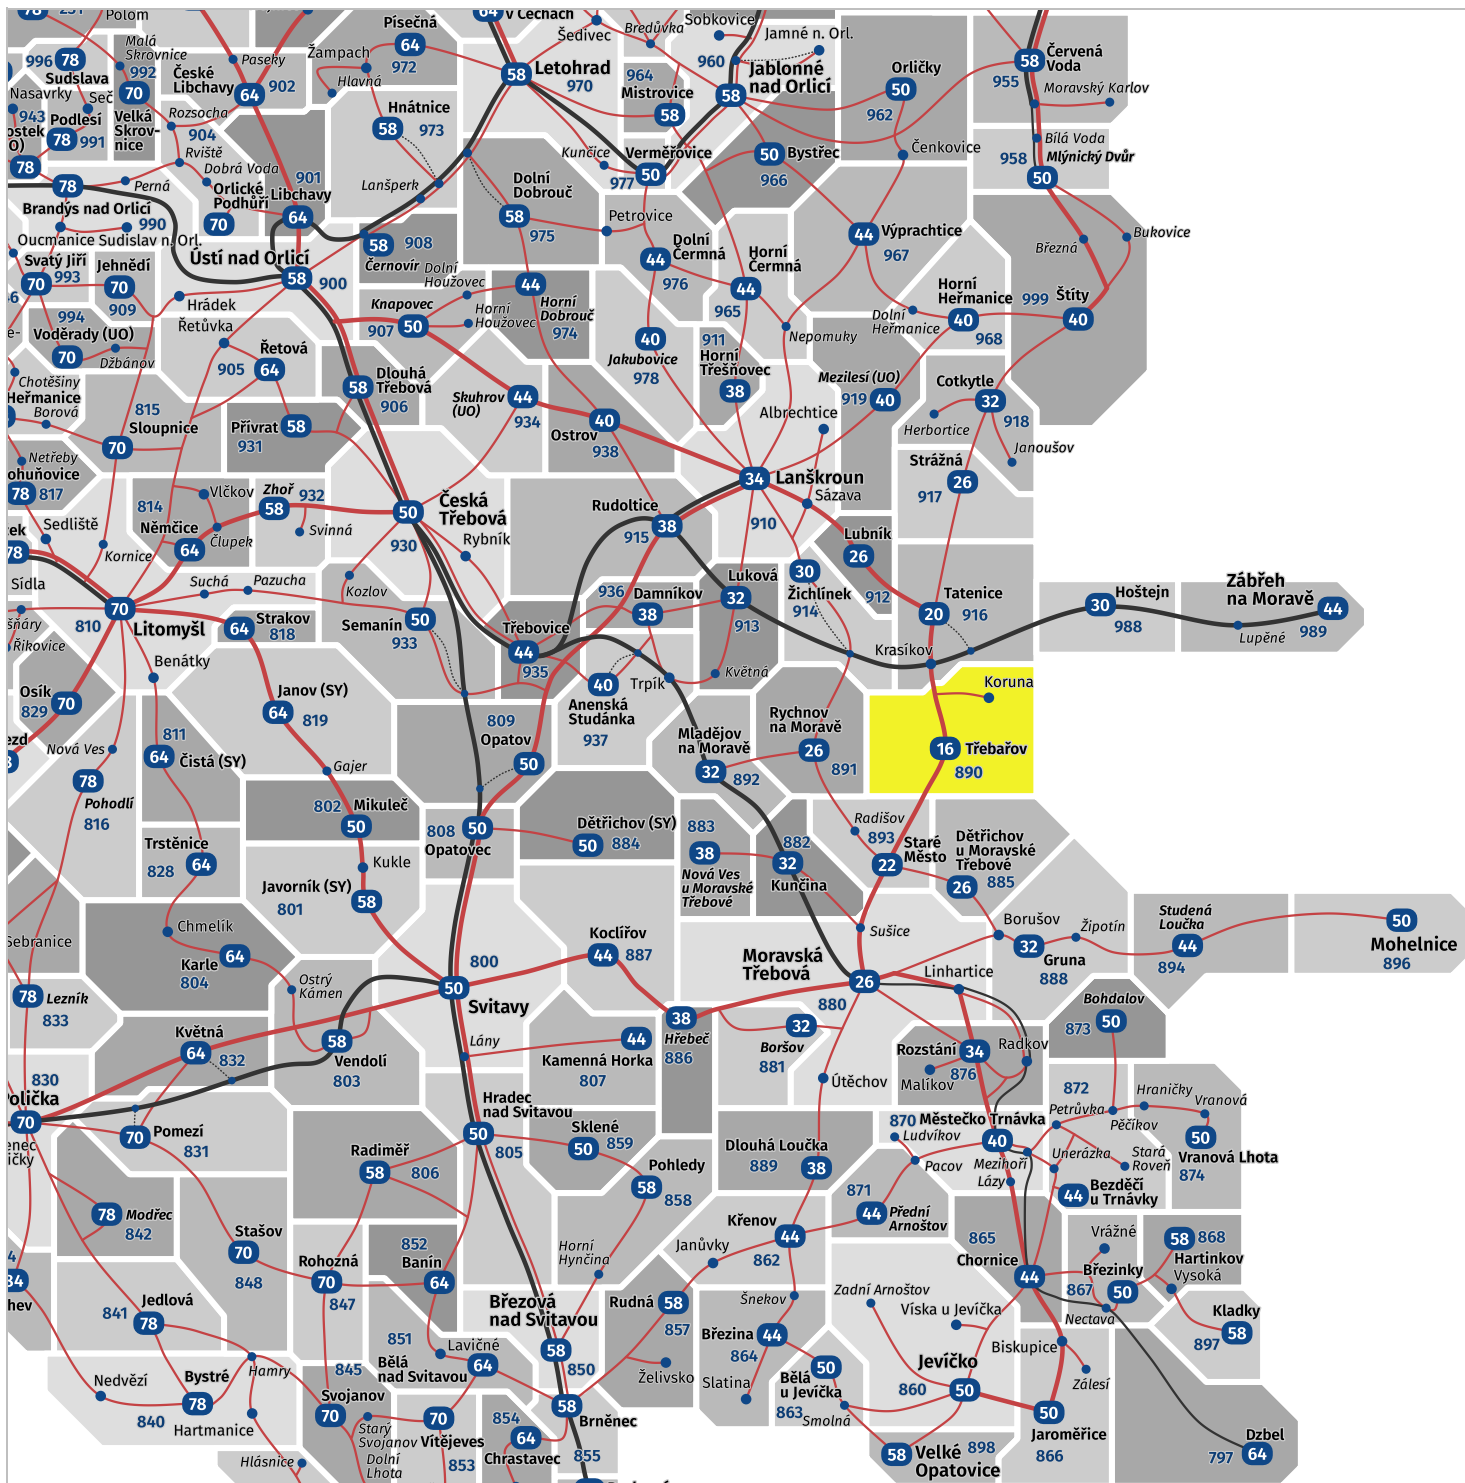 Polom
996
78
Sudslava
Malá
Skrovnice
992
70
Velká
Skrov-
nice
Nasavrky
Seč
943
Podlesí
78
991
78
Paseky
České
Libchavy
64
902
Rozsocha
904
Rviště
Dobrá Voda
Orlické
Podhůří
70
901
Libchavy
64
Písečná
64
972
Žampach
Hlavná
Hnátnice
58
973
Lanšperk
64
v Čechách
Šedivec
Letohrad
58
970
Bredůvka
Sobkovice
Jamné n. Orl.
960
Jablonné
nad Orlicí
58
964
Mistrovice
58
Kunčice
Verměřovice
977
50
Orličky
50
962
Čenkovice
Bystřec
50
966
58
Červená
Voda
955
Moravský Karlov
Bílá Voda
958
Mlýnický Dvůr
50
Bukovice
Březná
999
Štíty
40
78
Perná
Brandýs nad Orlicí
990
Oucmanice
Sudislav n. Orl.
Svatý Jiří
70
993
Jehnědí
70
909
994
Voděrady (UO)
70
Džbánov
Hrádek
Ústí nad Orlicí
58
900
58
908
Černovír
Dolní
Houžovec
Horní
Houžovec
Knapovec
907
50
Dolní
Dobrouč
58
975
44
Horní
Dobrouč
974
Petrovice
Dolní
Čermná
44
976
Horní
Čermná
44
965
Výprachtice
44
967
Nepomuky
Dolní
Heřmanice
Horní
Heřmanice
40
968
40
Jakubovice
978
911
Horní
Třešňovec
38
Mezilesí (UO)
919
40
Cotkytle
32
918
Herbortice
Janoušov
Strážná
26
917
Řetůvka
Řetová
64
905
Dlouhá
Třebová
58
906
Přívrat
58
931
Skuhrov
(UO)
44
934
40
Ostrov
938
Albrechtice
34
Lanškroun
Sázava
910
Chotěšiny
Heřmanice
Borová
815
Sloupnice
70
Netřeby
78
817
Sedliště
Kornice
814
Vlčkov
Němčice
64
Člupek
Zhoř
58
932
Svinná
50
Česká
Třebová
930
Rybník
Kozlov
Rudoltice
38
915
Lubník
26
912
30
Žichlínek
914
Luková
32
913
936
Damníkov
38
Květná
Tatenice
20
916
Krasíkov
30
Hoštejn
988
Zábřeh
na Moravě
44
Lupěné
989
78
Sídla
Suchá
Pazucha
70
810
Litomyšl
Strakov
64
818
Semanín
50
933
Třebovice
44
935
40
Anenská
Studánka
937
Trpík
Řikovice
Benátky
Osík
70
829
Nová Ves
78
Pohodlí
816
Janov (SY)
64
819
811
64
Čistá (SY)
Gajer
809
Opatov
50
Mladějov
na Moravě
32
892
Rychnov
na Moravě
26
891
Koruna
16
Třebařov
890
802
Mikuleč
50
Kukle
808
50
Opatovec
Dětřichov (SY)
50
884
883
38
Nová Ves
u Moravské
Třebové
882
32
Kunčina
Radišov
893
Staré
Město
22
Dětřichov
u Moravské
Třebové
26
885
Trstěnice
828
64
Javorník (SY)
801
58
Chmelík
Karle
64
804
Ostrý
Kámen
Koclířov
44
887
800
50
Svitavy
Moravská
Třebová
26
880
Sušice
Borušov
32
Gruna
888
Žipotín
Studená
Loučka
44
894
50
Mohelnice
896
Sebranice
78
Lezník
833
Květná
64
832
58
Vendolí
803
Lány
Kamenná Horka
44
807
38
Hřebeč
886
32
Boršov
881
Linhartice
Rozstání
34
Radkov
Malíkov
876
Bohdalov
873
50
830
70
Pomezí
70
831
Hradec
nad Svitavou
50
805
Sklené
50
859
Útěchov
872
Hraničky
Petrůvka
Vranová
Pěčíkov
50
Vranová Lhota
874
870
Městečko Trnávka
Ludvíkov
40
Pacov
Mezihoří
Lázy
Unerázka
Stará
Roveň
44
Bezděčí
u Trnávky
Radiměř
58
806
Pohledy
58
858
Dlouhá Loučka
889
38
871
44
Přední
Arnoštov
78
Modřec
842
Stašov
70
848
Rohozná
70
847
852
Banín
64
Horní
Hynčina
Křenov
44
862
Janůvky
Šnekov
865
Chornice
44
Vrážné
58
868
Hartinkov
Březinky
867
50
Vysoká
Nectava
Kladky
58
897
841
Jedlová
78
Rudná
58
857
Želivsko
Březová
nad Svitavou
58
850
851
Lavičné
Bělá
nad Svitavou
64
Březina
44
864
Slatina
Zadní Arnoštov
Víska u Jevíčka
Biskupice
Jevíčko
860
50
Zálesí
50
Bělá
u Jevíčka
863
Smolná
50
Jaroměřice
866
Nedvězí
Bystré
78
840
Hartmanice
Hamry
845
Svojanov
70
Starý
Svojanov
Dolní
Lhota
Hlásnice
70
Vítějeves
853
854
64
Chrastavec
58
Brněnec
855
58
Velké
Opatovice
898
Dzbel
797
64